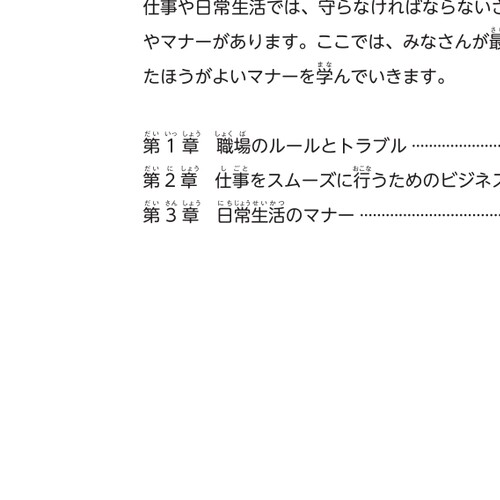 仕事や日常生活では、守らなければならない
やマナーがあります。ここでは、みなさんが最
たほうがよいマナーを学んでいきます。
第1章 職場のルールとトラブル ………………
第2章 仕事をスムーズに行うためのビジネス
第3章 日常生活のマナー ………………………